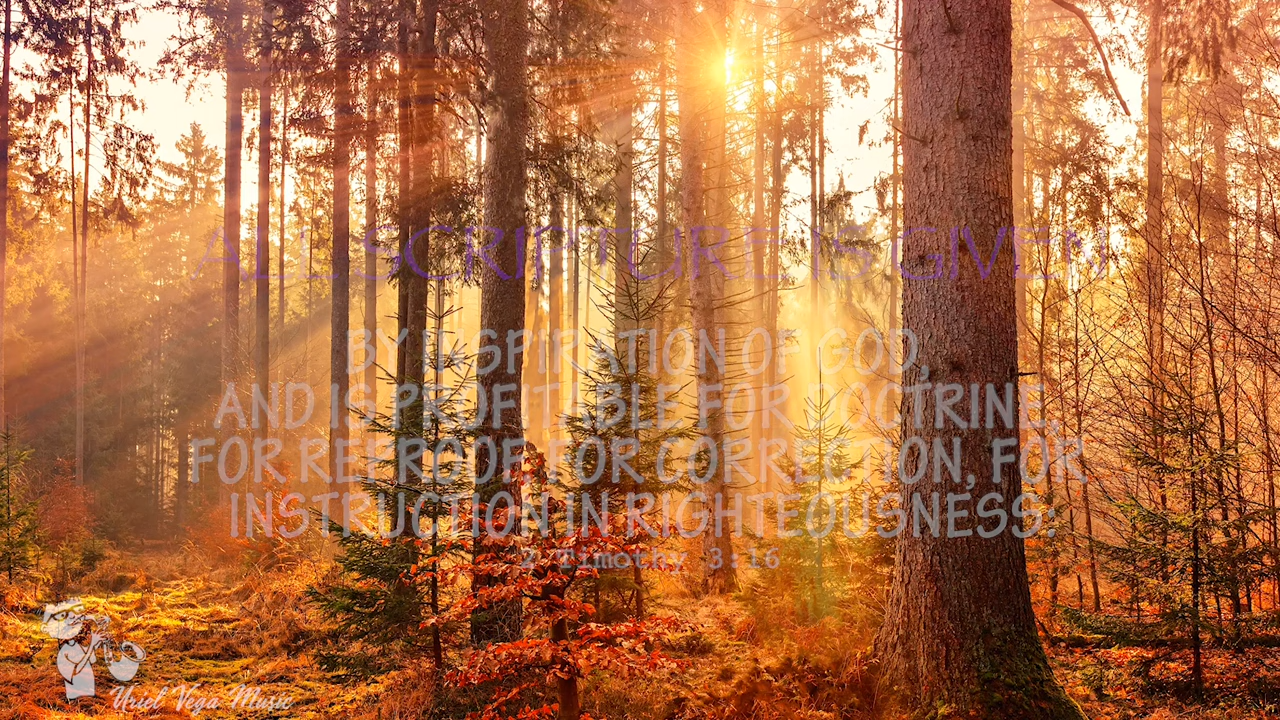 ALL SCRIPTURE IS GIVEN
BY INSPIRATION OF GOD,
AND IS PROFITABLE FOR DOCTRINE,
FOR REPROOF, FOR CORRECTION, FOR
INSTRUCTION IN RIGHTEOUSNESS:
2 Timothy 3:16
Uriel Vega Music